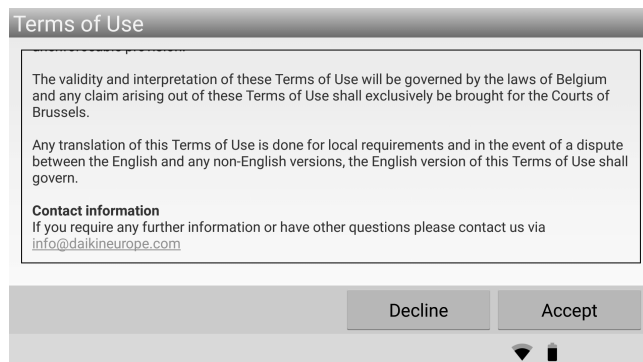 Terms of Use
The validity and interpretation of these Terms of Use will be governed by the laws of Belgium
and any claim arising out of these Terms of Use shall exclusively be brought for the Courts of
Brussels.
Any translation of this Terms of Use is done for local requirements and in the event of a dispute
between the English and any non-English versions, the English version of this Terms of Use shall
govern.
Contact information
If you require any further information or have other questions please contact us via
info@daikineurope.com
Decline
Accept